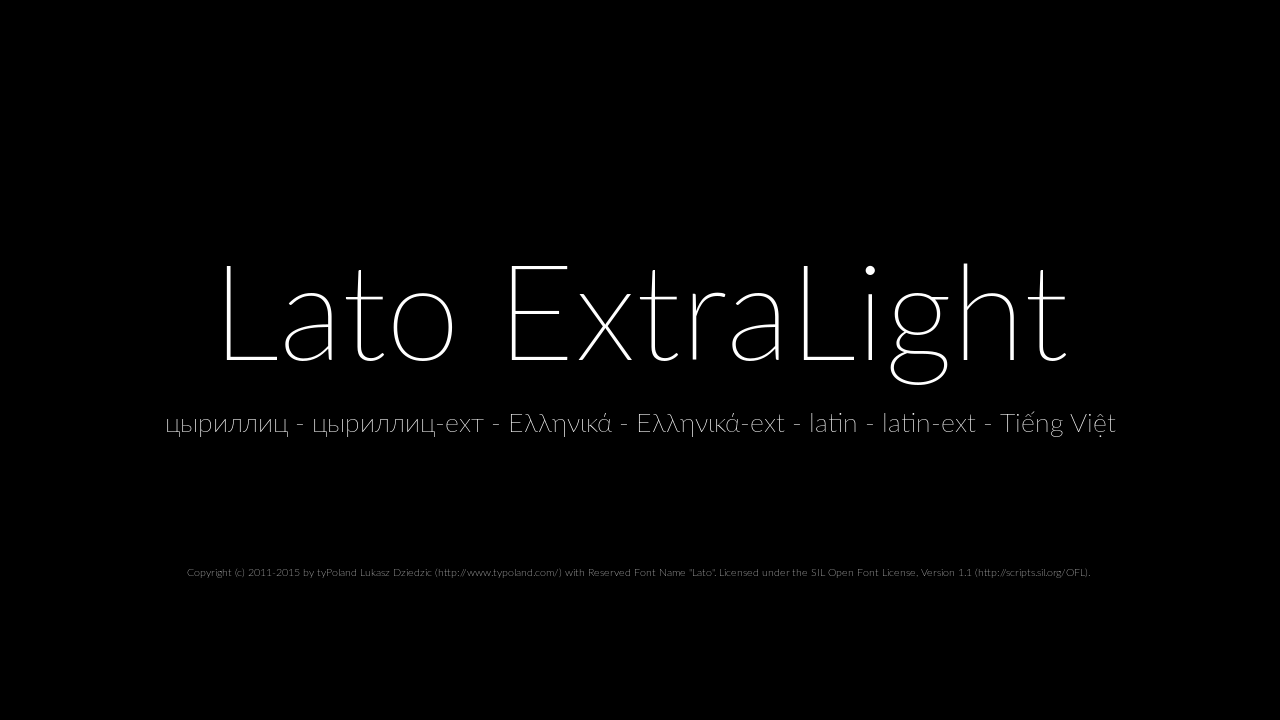 Lato ExtraLight
цыриллиц - цыриллиц-ехт - Ελληνικά - Ελληνικά-ext - latin - latin-ext - Tiếng Việt
Copyright (c) 2011-2015 by tyPoland Lukasz Dziedzic (http://www.typoland.com/) with Reserved Font Name "Lato". Licensed under the SIL Open Font License, Version 1.1 (http://scripts.sil.org/OFL).